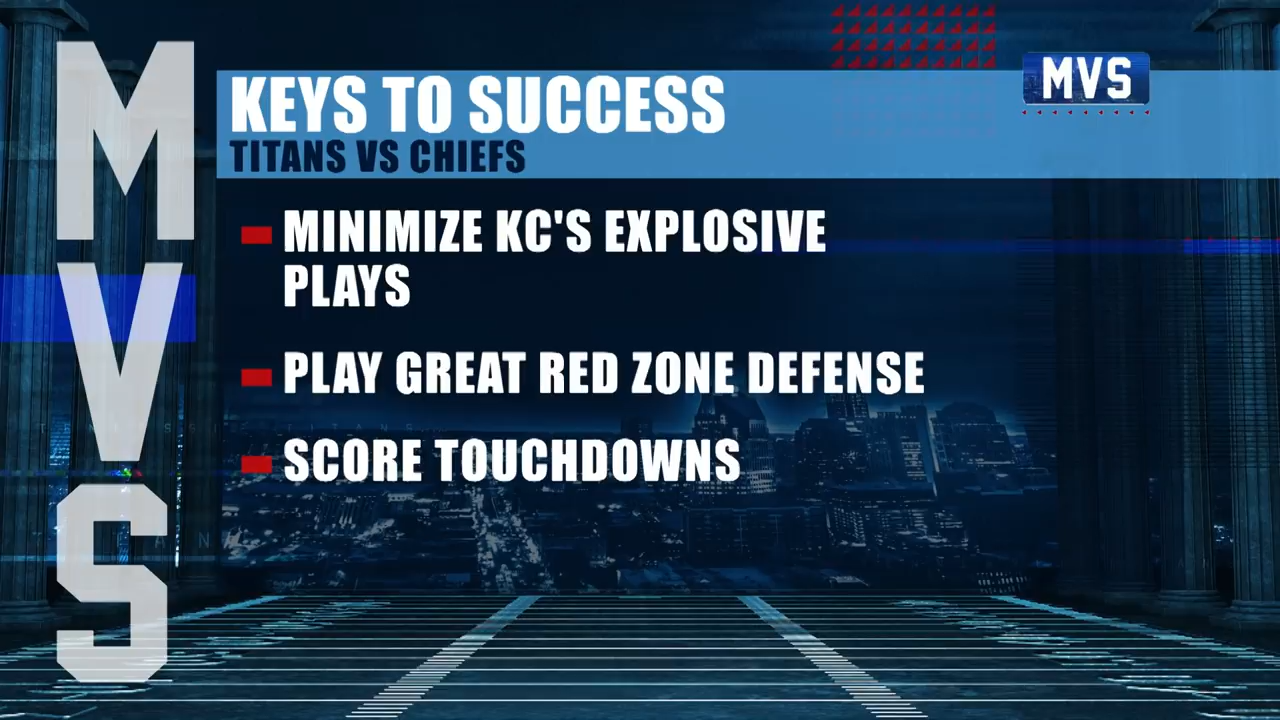 MVS
KEYS TO SUCCESS
MVS
TITANS VS CHIEFS
MINIMIZE KC'S EXPLOSIVE
PLAYS
PLAY GREAT RED ZONE DEFENSE
SCORE TOUCHDOWNS